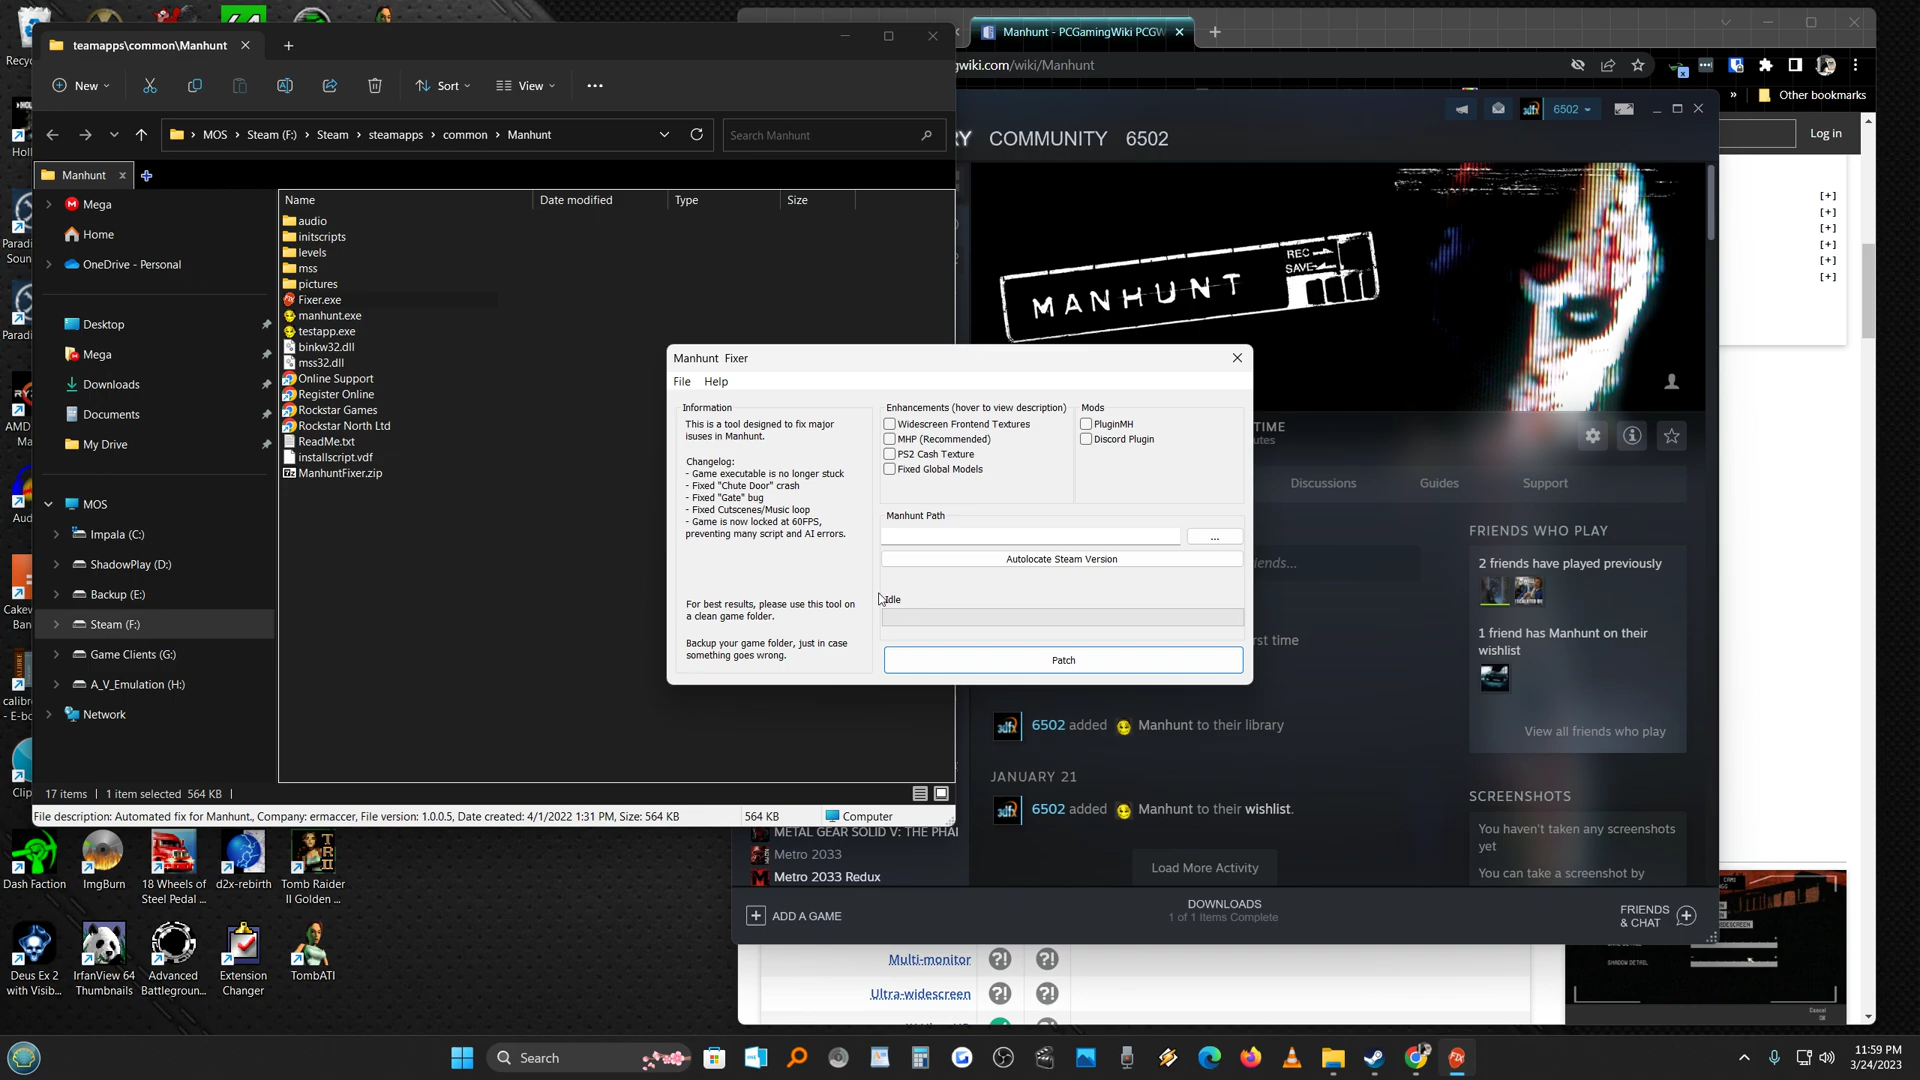 teamapps\common\Manhunt
New
Sort
View
MOS
Steam (F:)
Steam
steamapps
common
Manhunt
Search Manhunt
Manhunt
Mega
Home
OneDrive - Personal
Desktop
Mega
Downloads
Documents
My Drive
MOS
Impala (C:)
ShadowPlay (D:)
Backup (E:)
Steam (F:)
Game Clients (G:)
A_V_Emulation (H:)
Network
Name
Date modified
Type
Size
audio
initscripts
levels
mss
pictures
Fixer.exe
manhunt.exe
testapp.exe
binkw32.dll
mss32.dll
Online Support
Register Online
Rockstar Games
Rockstar North Ltd
ReadMe.txt
installscript.vdf
ManhuntFixer.zip
17 items
1 item selected 564 KB
File description: Automated fix for Manhunt., Company: ermaccer, File version: 1.0.0.5, Date created: 4/1/2022 1:31 PM, Size: 564 KB
564 KB
Computer
Manhunt Fixer
File
Help
Information
This is a tool designed to fix major
isuses in Manhunt.
Changelog:
- Game executable is no longer stuck
- Fixed "Chute Door" crash
- Fixed "Gate" bug
- Fixed Cutscenes/Music loop
- Game is now locked at 60FPS,
preventing many script and AI errors.
For best results, please use this tool on
a clean game folder.
Backup your game folder, just in case
something goes wrong.
Enhancements (hover to view description)
Widescreen Frontend Textures
MHP (Recommended)
PS2 Cash Texture
Fixed Global Models
Mods
PluginMH
Discord Plugin
Manhunt Path
...
Autolocate Steam Version
Idle
Patch
Manhunt - PCGamingWiki PCGW
gwiki.com/wiki/Manhunt
Other bookmarks
Log in
[+]
[+]
[+]
[+]
[+]
[+]
6502
RY
COMMUNITY
6502
MANHUNT
REC
SAVE
TIME
utes
Discussions
Guides
Support
ends...
rst time
FRIENDS WHO PLAY
2 friends have played previously
1 friend has Manhunt on their
wishlist
View all friends who play
6502 added Manhunt to their library
JANUARY 21
6502 added Manhunt to their wishlist.
Load More Activity
SCREENSHOTS
You haven't taken any screenshots
yet
You can take a screenshot by
METAL GEAR SOLID V: THE PHA
Metro 2033
Metro 2033 Redux
ADD A GAME
DOWNLOADS
1 of 1 Items Complete
FRIENDS
& CHAT
Multi-monitor
Ultra-widescreen
SHADOW DETAIL
Cancel
OK
Dash Faction
ImgBurn
18 Wheels of
Steel Pedal ...
d2x-rebirth
Tomb Raider
II Golden ...
Deus Ex 2
with Visib...
IrfanView 64
Thumbnails
Advanced
Battlegroun...
Extension
Changer
TombATI
Search
11:59 PM
3/24/2023